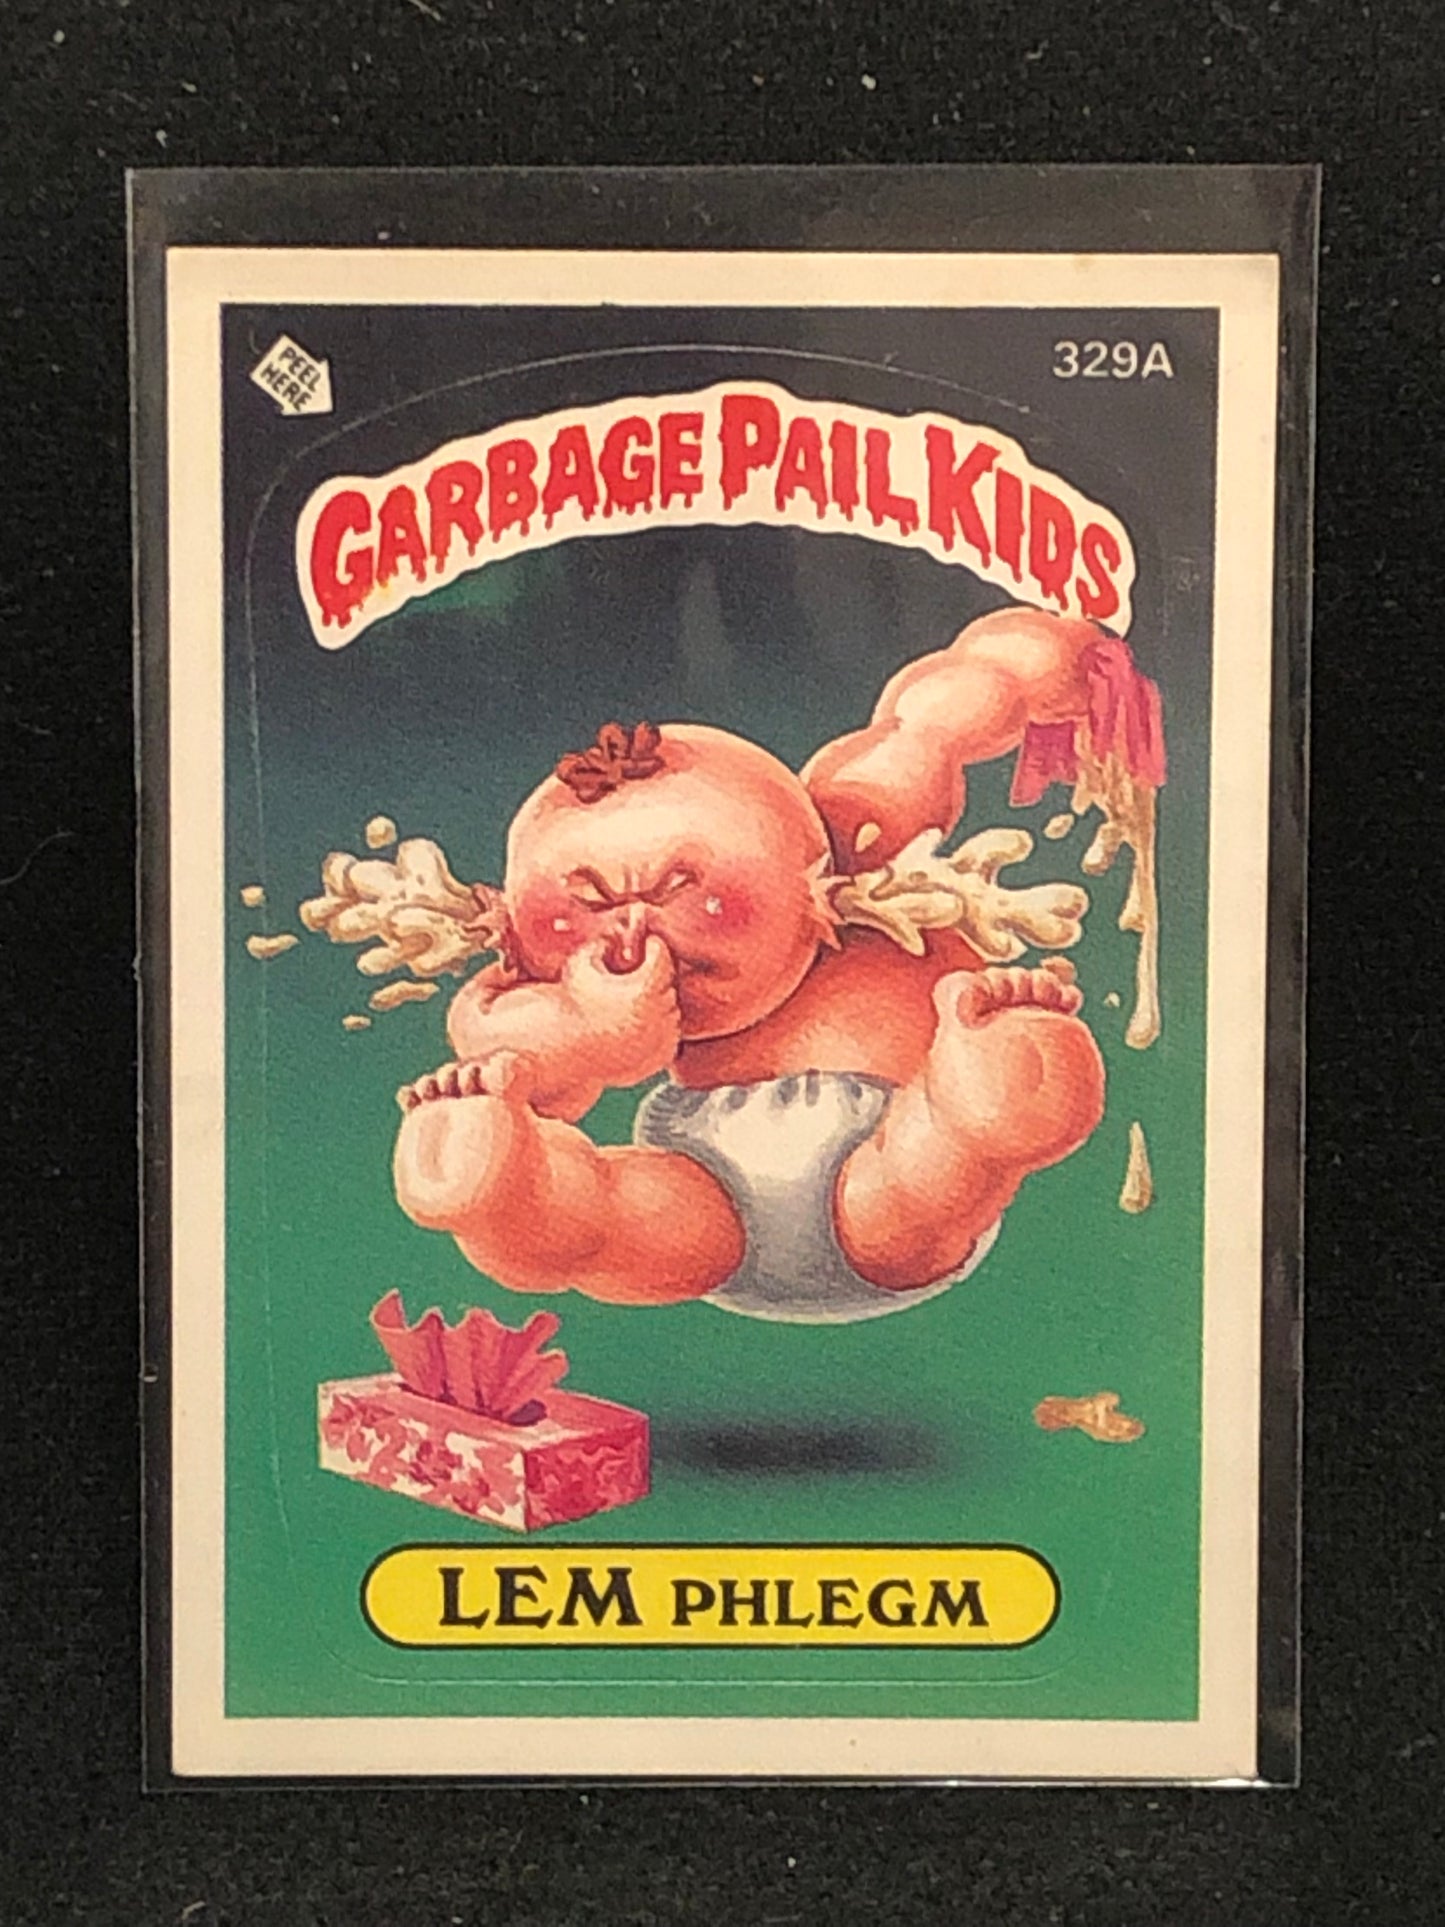 PEEL
HERE
329A
GARBAGE PAIL KIDS
LEM PHLEGM